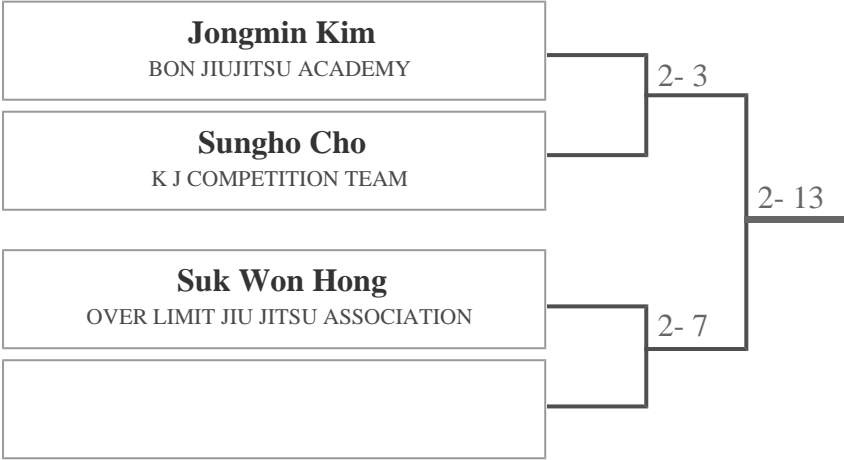 Jongmin Kim
BON JIUJITSU ACADEMY
2- 3
Sungho Cho
K J COMPETITION TEAM
2- 13
Suk Won Hong
OVER LIMIT JIU JITSU ASSOCIATION
2- 7